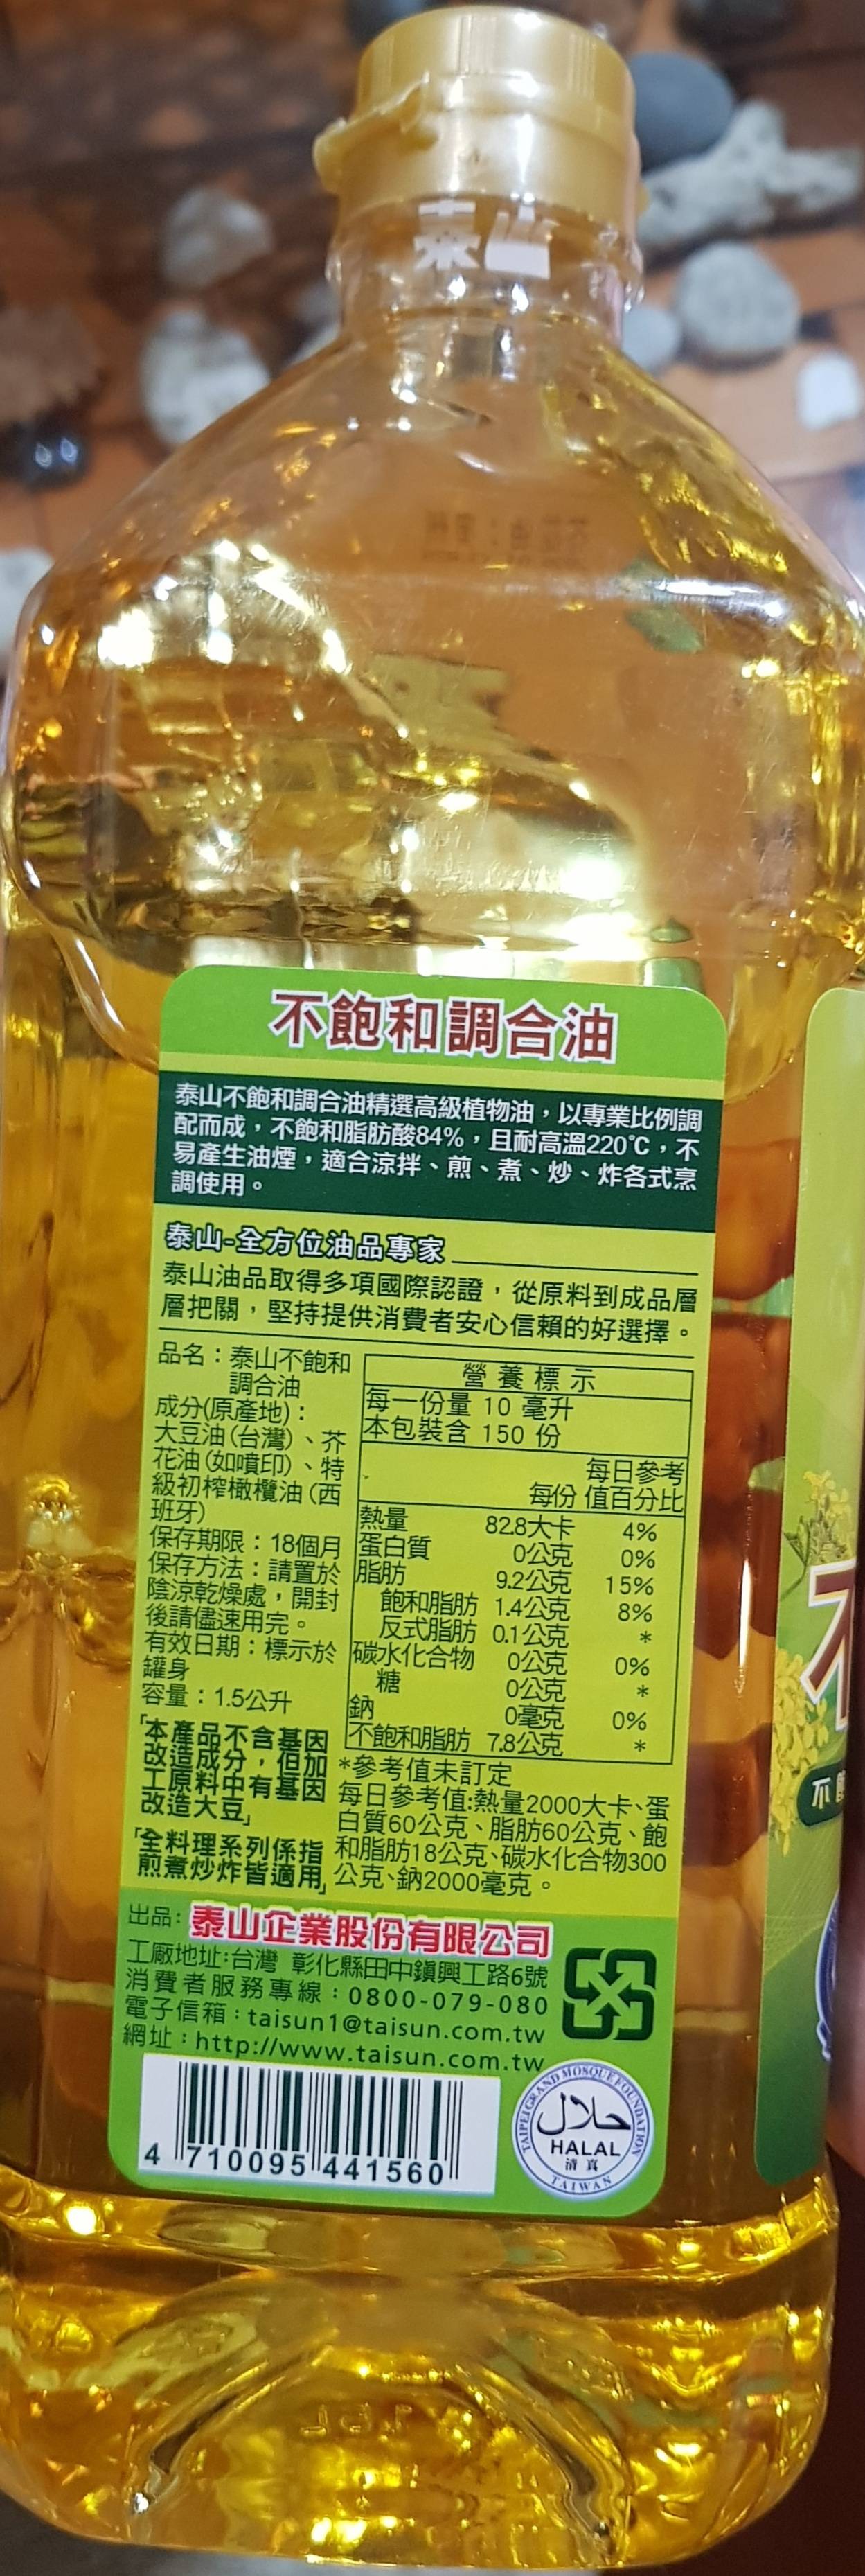 泰山
不飽和調合油
泰山不飽和調合油精選高級植物油，以專業比例調
配而成，不飽和脂肪酸84%，且耐高溫220℃，不
易產生油煙，適合涼拌、煎、煮、炒、炸各式烹
調使用。
泰山-全方位油品專家
泰山油品取得多項國際認證，從原料到成品層
層把關，堅持提供消費者安心信賴的好選擇。
品名：泰山不飽和
調合油
成分(原產地)：
大豆油(台灣)、芥
花油(如噴印)、特
級初榨橄欖油(西
班牙)
保存期限：18個月
保存方法：請置於
陰涼乾燥處，開封
後請儘速用完。
有效日期：標示於
罐身
容量：1.5公升
「本產品不含基因
改造成分，但加
工原料中有基因
改造大豆」
「全料理系列係指
煎煮炒炸皆適用」
營養標示
每一份量 10 毫升
本包裝含 150 份
每日參考
每份 值百分比
熱量 82.8大卡 4%
蛋白質 0公克 0%
脂肪 9.2公克 15%
飽和脂肪 1.4公克 8%
反式脂肪 0.1公克 *
碳水化合物 0公克 0%
糖 0公克 *
鈉 0毫克 0%
不飽和脂肪 7.8公克 *
*參考值未訂定
每日參考值:熱量2000大卡、蛋
白質60公克、脂肪60公克、飽
和脂肪18公克、碳水化合物300
公克、鈉2000毫克。
出品：泰山企業股份有限公司
工廠地址:台灣 彰化縣田中鎮興工路6號
消費者服務專線：0800-079-080
電子信箱：taisun1@taisun.com.tw
網址：http://www.taisun.com.tw
4 710095 441560
TAIPEI GRAND MOSQUE FOUNDATION
حلال
HALAL
清真
TAIWAN
不